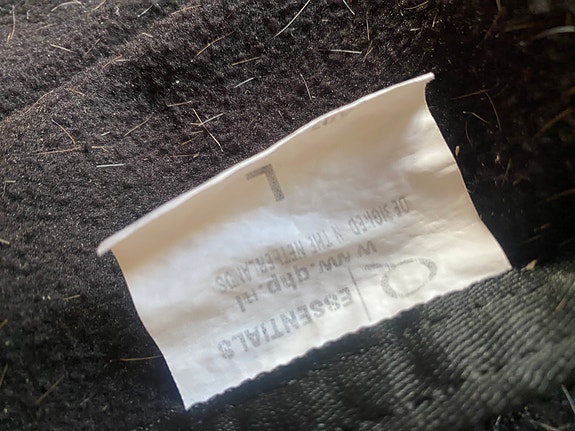 ESSENTIALS
www.qhp.nl
DESIGNED IN THE NETHERLANDS
L